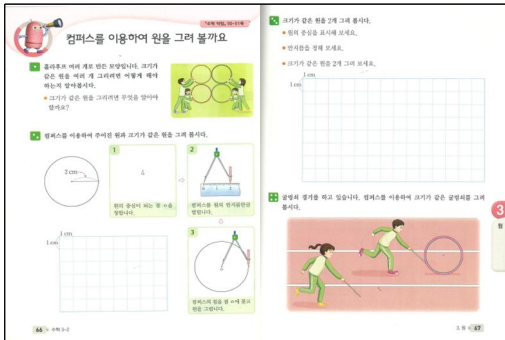 컴퍼스를 이용하여 원을 그려 볼까요
훌라후프 여러 개로 만든 모양입니다. 크기가
같은 원을 여러 개 그리려면 어떻게 해야
하는지 알아봅시다.
크기가 같은 원을 그리려면 무엇을 알아야
할까요?
컴퍼스를 이용하여 주어진 원과 크기가 같은 원을 그려 봅시다.
2 cm
1
원의 중심이 되는 점 ㅇ을
정합니다.
2
컴퍼스를 원의 반지름만큼
벌립니다.
3
컴퍼스의 침을 점 ㅇ에 꽂고
원을 그립니다.
1 cm
1 cm
66 수학 3-2
크기가 같은 원을 2개 그려 봅시다.
원의 중심을 표시해 보세요.
반지름을 정해 보세요.
크기가 같은 원을 2개 그려 보세요.
1 cm
1 cm
굴렁쇠 경기를 하고 있습니다. 컴퍼스를 이용하여 크기가 같은 굴렁쇠를 그려
봅시다.
3
원
3. 원 67